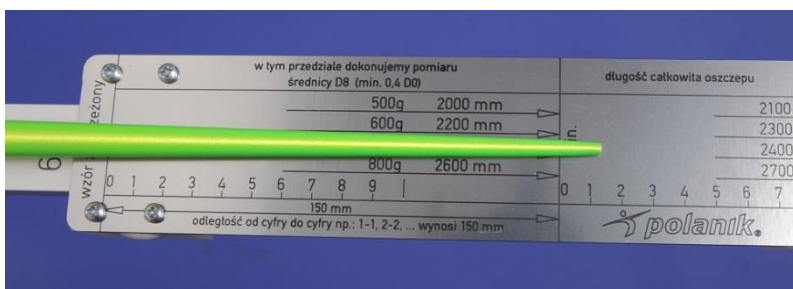 w tym przedziale dokonujemy pomiaru
średnicy D8 (min. 0,4 D0)
długość całkowita oszczepu
500g 2000 mm
2100
600g 2200 mm
2300
2400
800g 2600 mm
2700
0 1 2 3 4 5 6 7 8 9
0 1 2 3 4 5 6 7
150 mm
odległość od cyfry do cyfry np.: 1-1, 2-2, ... wynosi 150 mm
polanik®
wzór
6